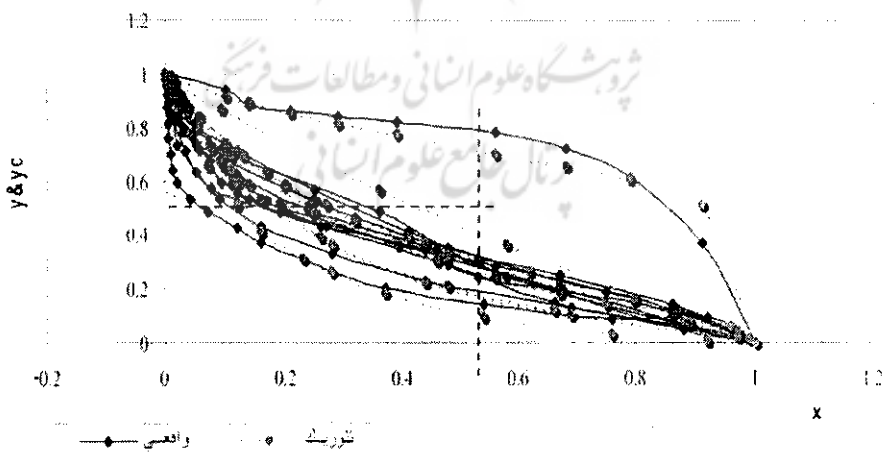 1.2
پژوهشگاه علوم انسانی و مطالعات فرهنگی
1
0.8
پرتال جامع علوم انسانی
y&yc
0.6
0.4
0.2
0
-0.2 0 0.2 0.4 0.6 0.8 1 1.2
x
واقعی تئوریک